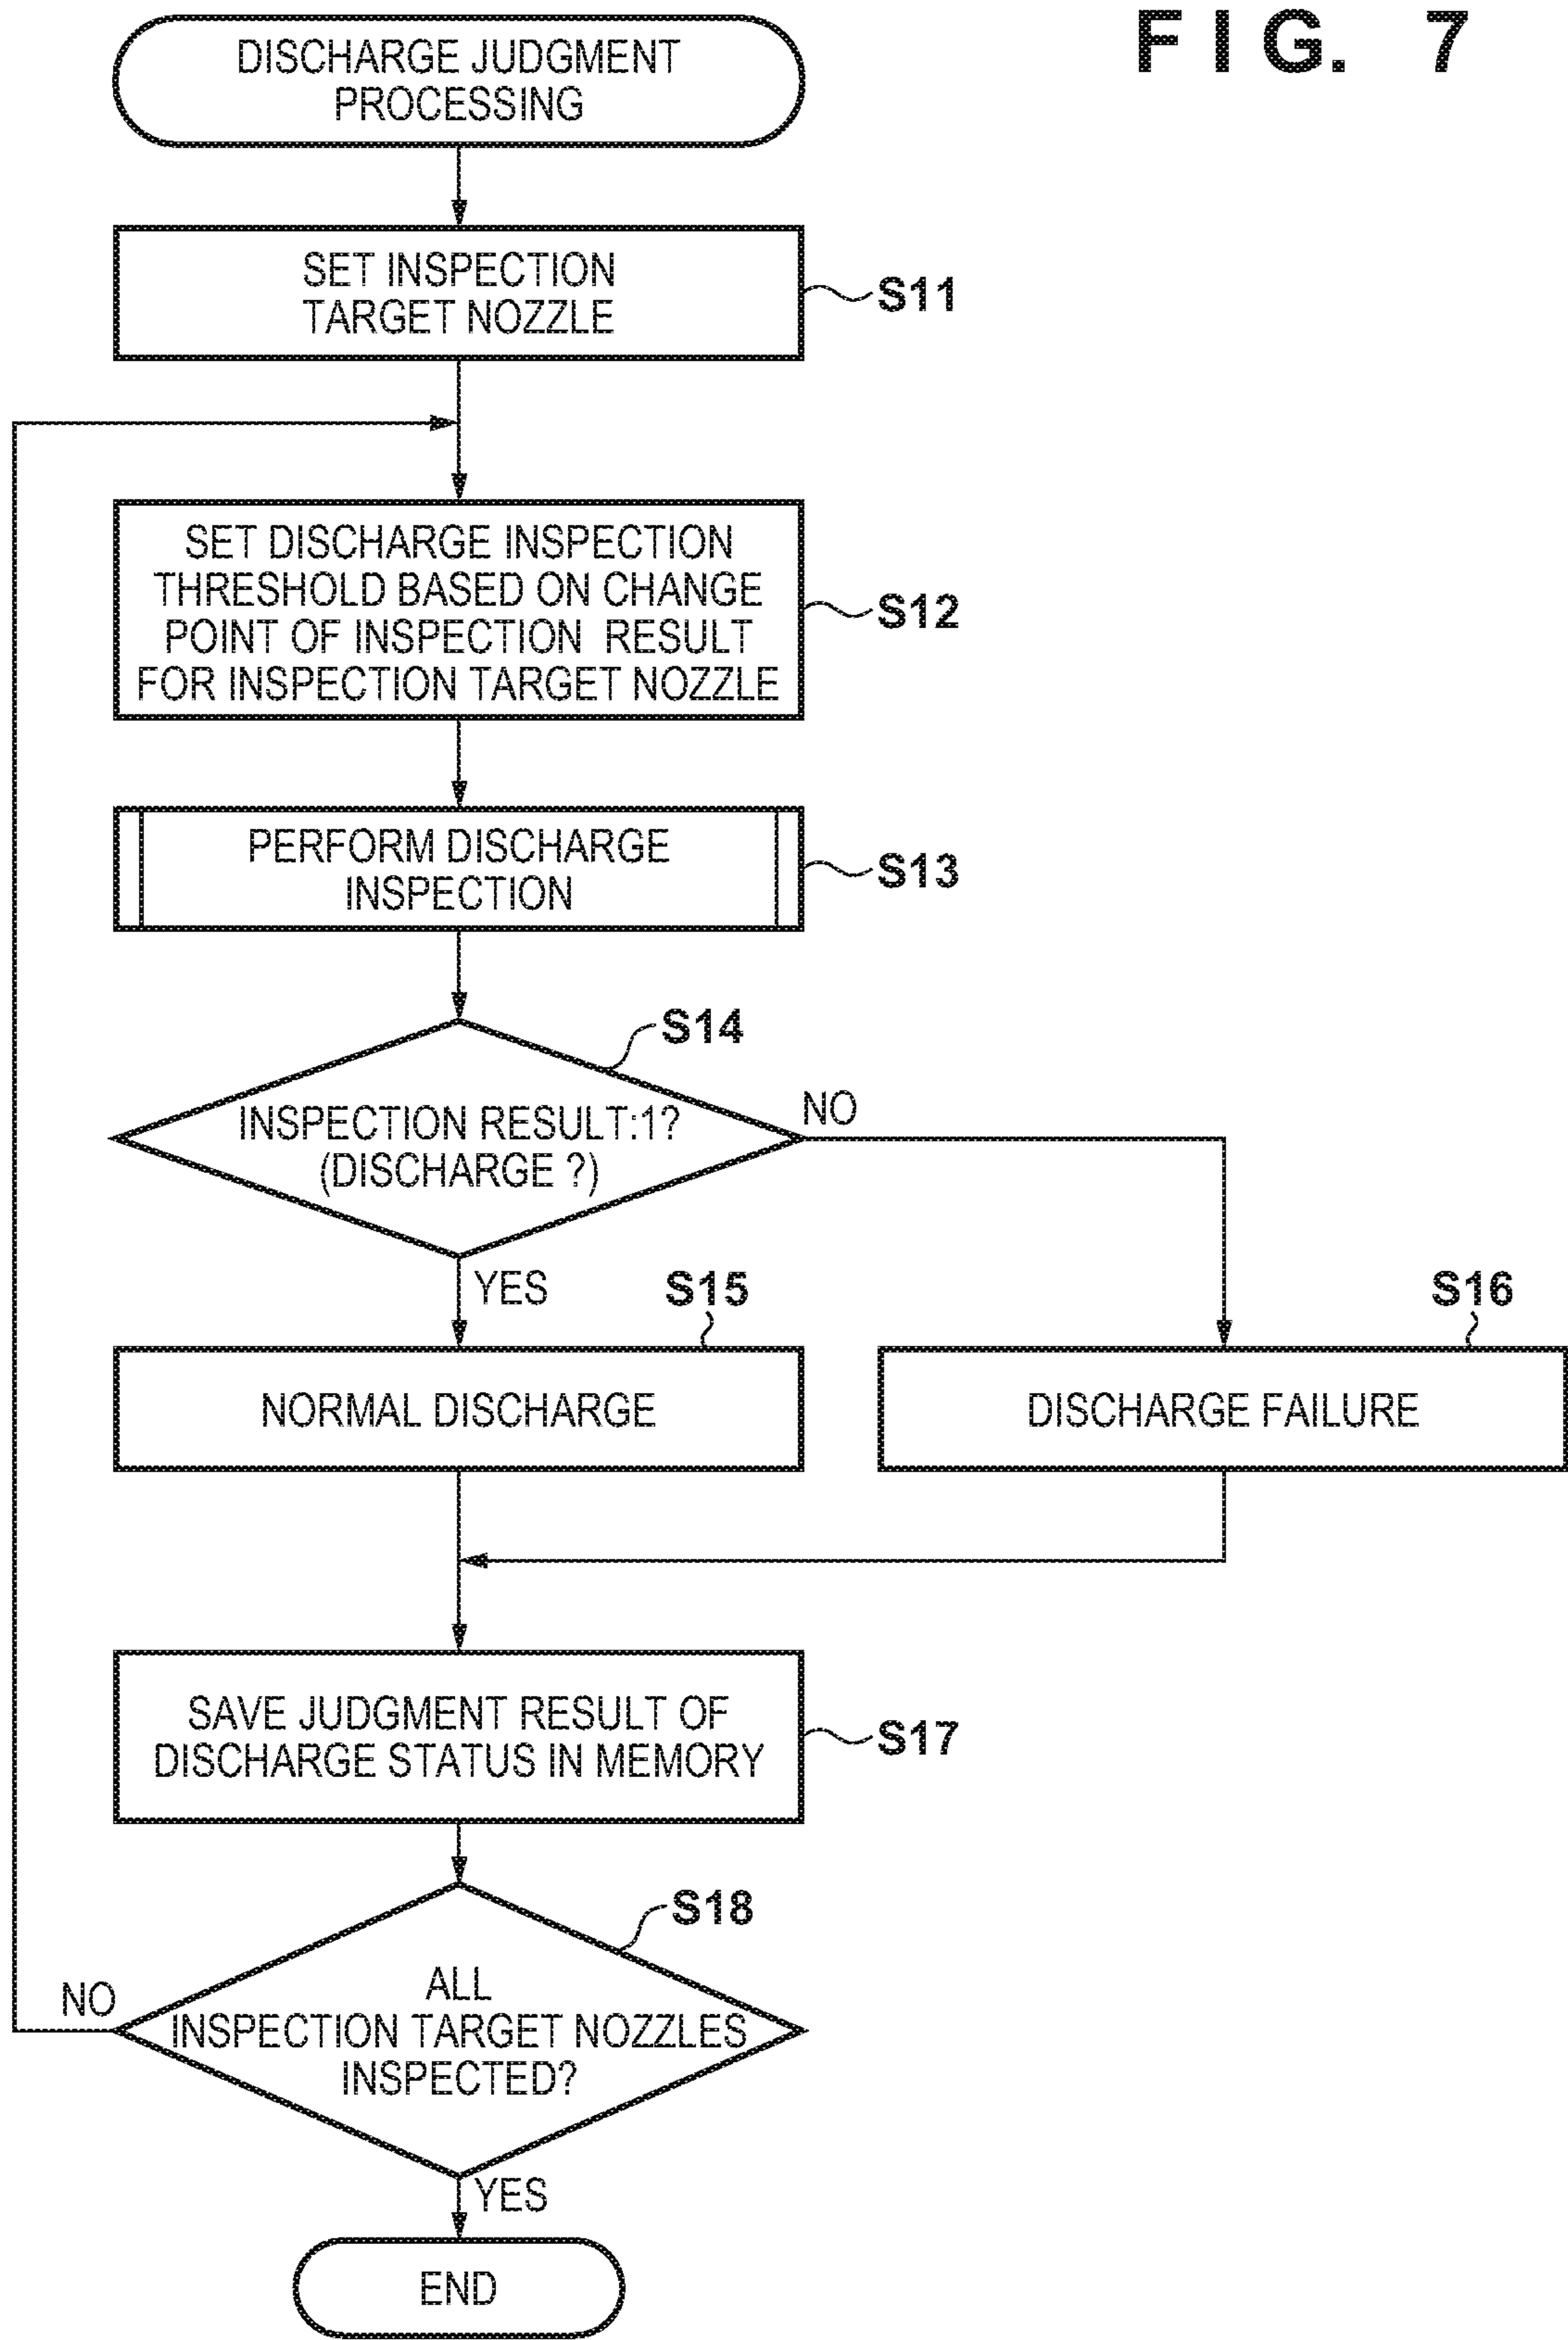 FIG. 7
DISCHARGE JUDGMENT
PROCESSING
SET INSPECTION
TARGET NOZZLE
S11
SET DISCHARGE INSPECTION
THRESHOLD BASED ON CHANGE
POINT OF INSPECTION RESULT
FOR INSPECTION TARGET NOZZLE
S12
PERFORM DISCHARGE
INSPECTION
S13
S14
INSPECTION RESULT:1?
(DISCHARGE ?)
NO
YES
S15
NORMAL DISCHARGE
S16
DISCHARGE FAILURE
SAVE JUDGMENT RESULT OF
DISCHARGE STATUS IN MEMORY
S17
S18
ALL
INSPECTION TARGET NOZZLES
INSPECTED?
NO
YES
END